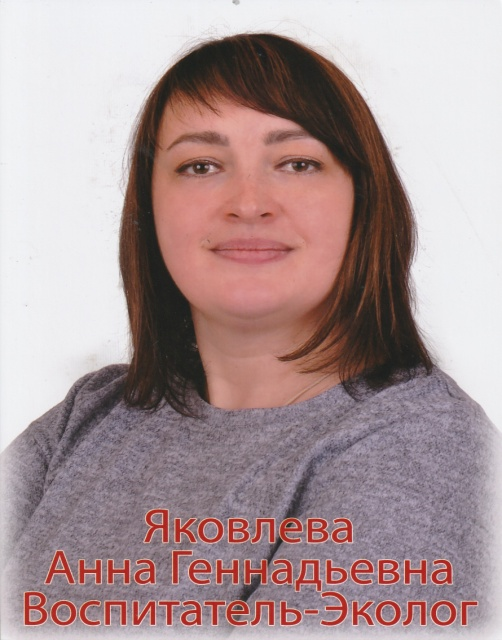 Яковлева
Анна Геннадьевна
Воспитатель-Эколог